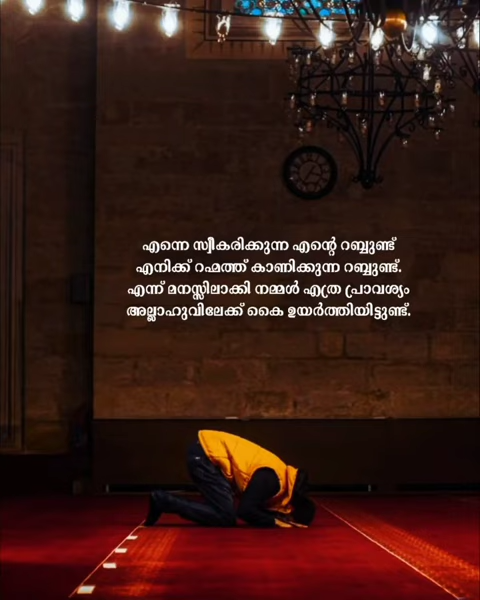 എന്നെ സ്വീകരിക്കുന്ന എന്റെ റബ്ബുണ്ട്
എനിക്ക് റഹ്മത്ത് കാണിക്കുന്ന റബ്ബുണ്ട്.
എന്ന് മനസ്സിലാക്കി നമ്മൾ എത്ര പ്രാവശ്യം
അല്ലാഹുവിലേക്ക് കൈ ഉയർത്തിയിട്ടുണ്ട്.